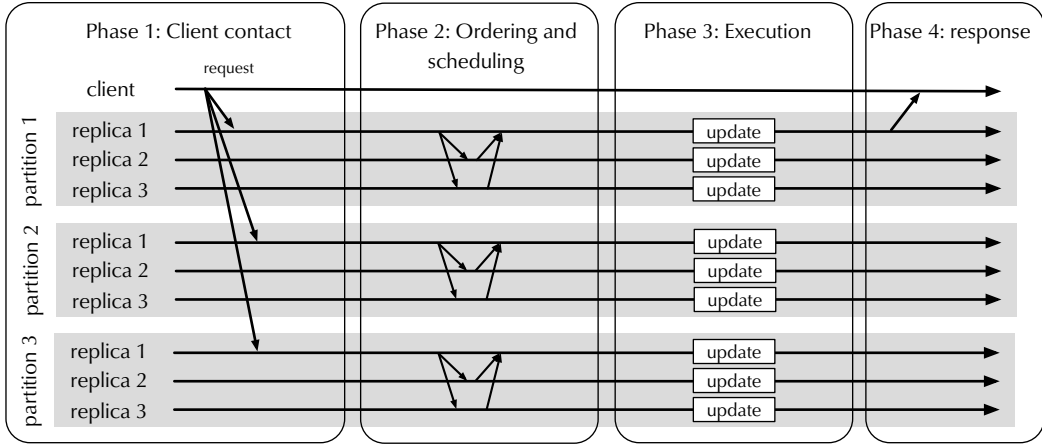 Phase 1: Client contact
Phase 2: Ordering and
scheduling
Phase 3: Execution
Phase 4: response
request
client
partition 1
replica 1
update
replica 2
update
replica 3
update
partition 2
replica 1
update
replica 2
update
replica 3
update
partition 3
replica 1
update
replica 2
update
replica 3
update